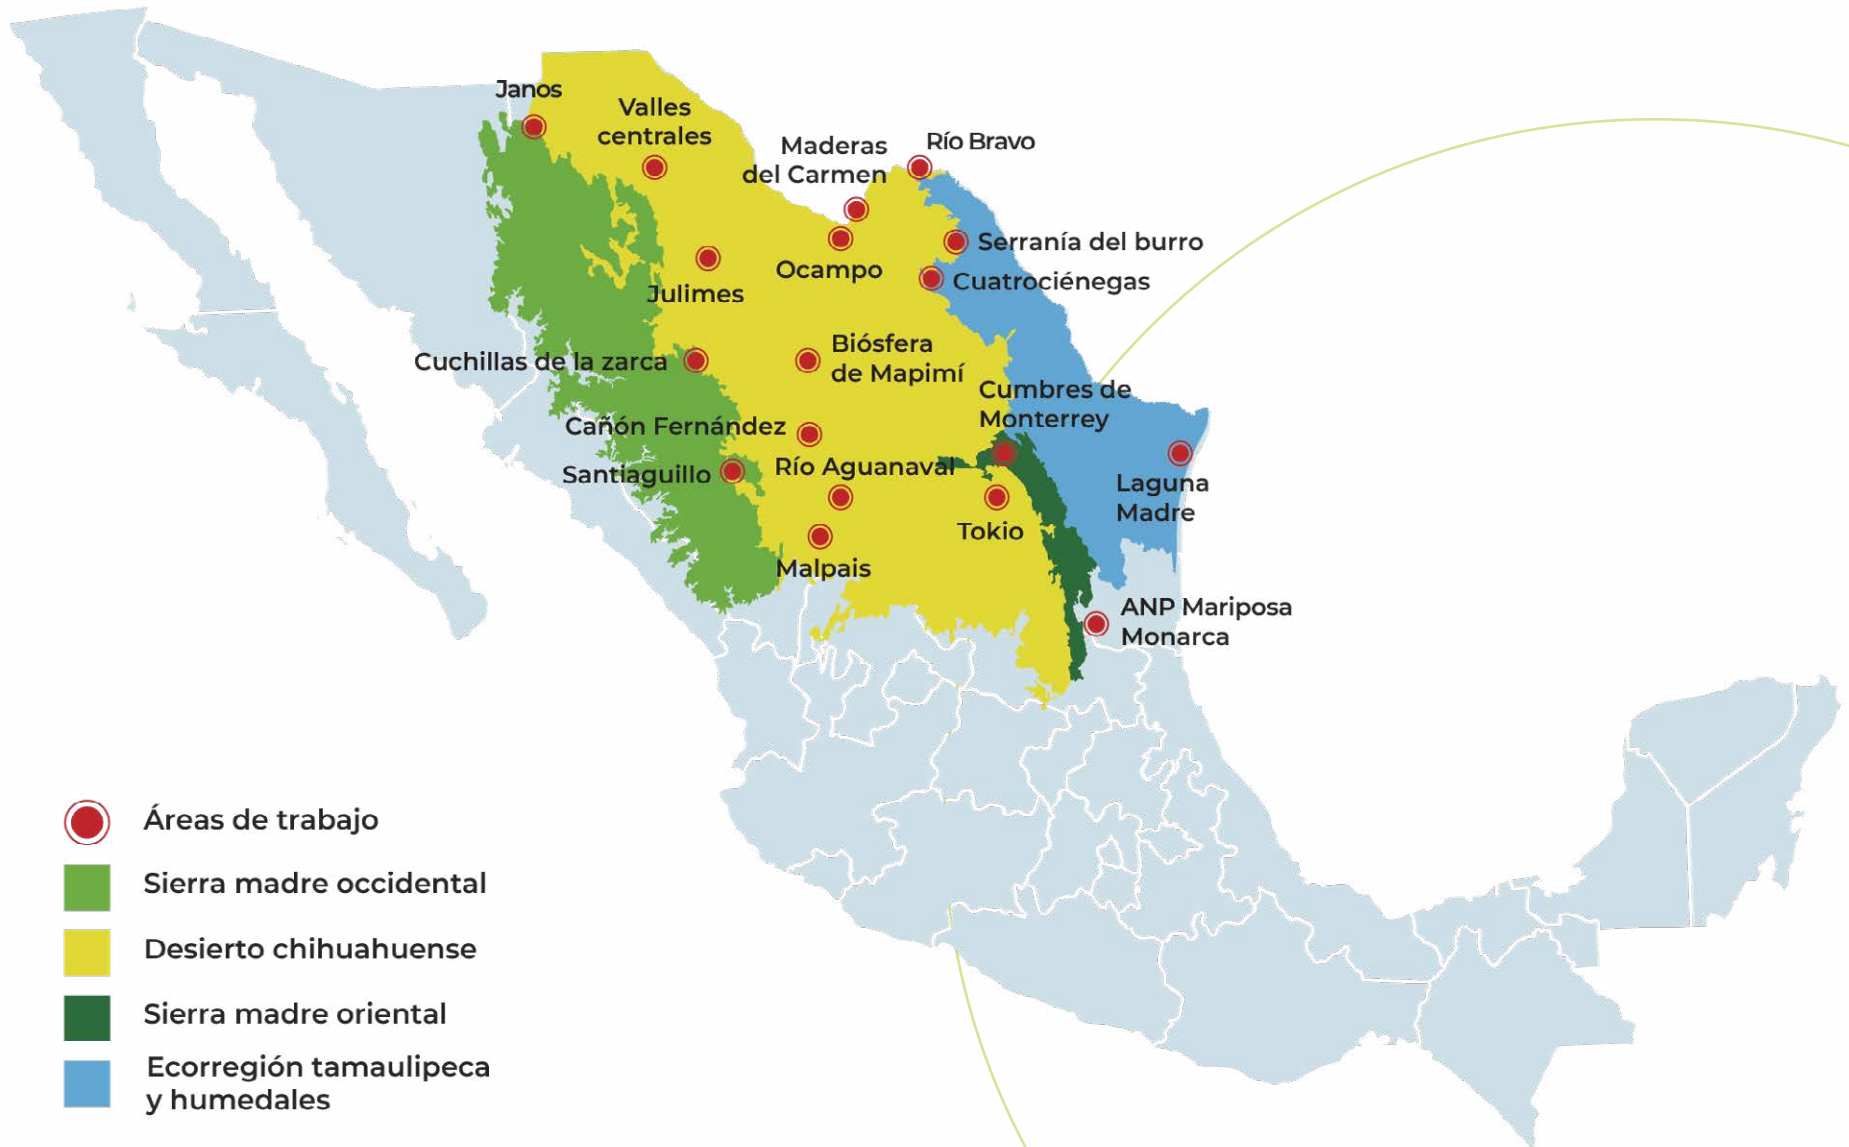 Janos
Valles
centrales
Maderas
del Carmen
Río Bravo
Serranía del burro
Ocampo
Cuatrociénegas
Julimes
Cuchillas de la zarca
Biósfera
de Mapimí
Cumbres de
Monterrey
Cañón Fernández
Santiaguillo
Río Aguanaval
Laguna
Madre
Tokio
Malpais
ANP Mariposa
Monarca
Áreas de trabajo
Sierra madre occidental
Desierto chihuahuense
Sierra madre oriental
Ecorregión tamaulipeca
y humedales